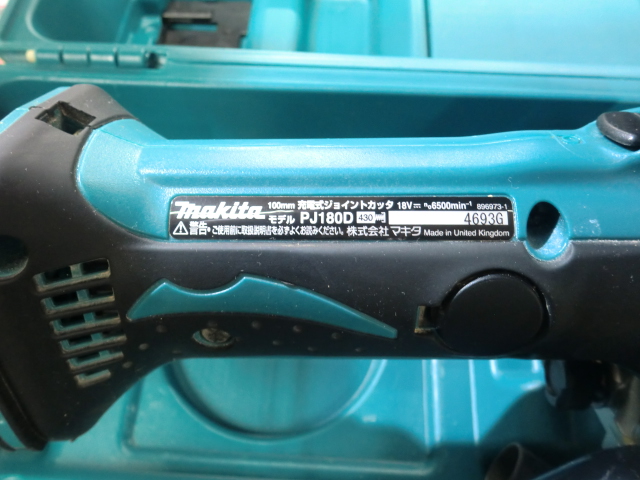 makita 100mm 充電式ジョイントカッタ 18V n₀6500min⁻¹ 896973-1
モデル PJ180D 430 4693G
警告・ご使用前に取扱説明書を必ずよくお読みください。 株式会社マキタ Made in United Kingdom